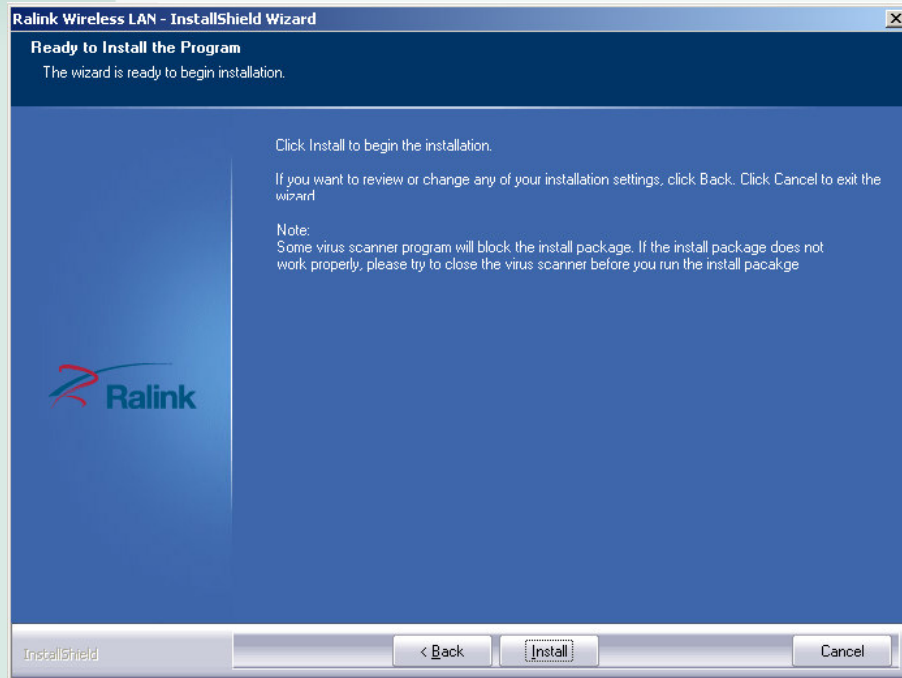 Ralink Wireless LAN - InstallShield Wizard
Ready to Install the Program
The wizard is ready to begin installation.
Click Install to begin the installation.
If you want to review or change any of your installation settings, click Back. Click Cancel to exit the
wizard
Note:
Some virus scanner program will block the install package. If the install package does not
work properly, please try to close the virus scanner before you run the install pacakge
Ralink
InstallShield
< Back
Install
Cancel